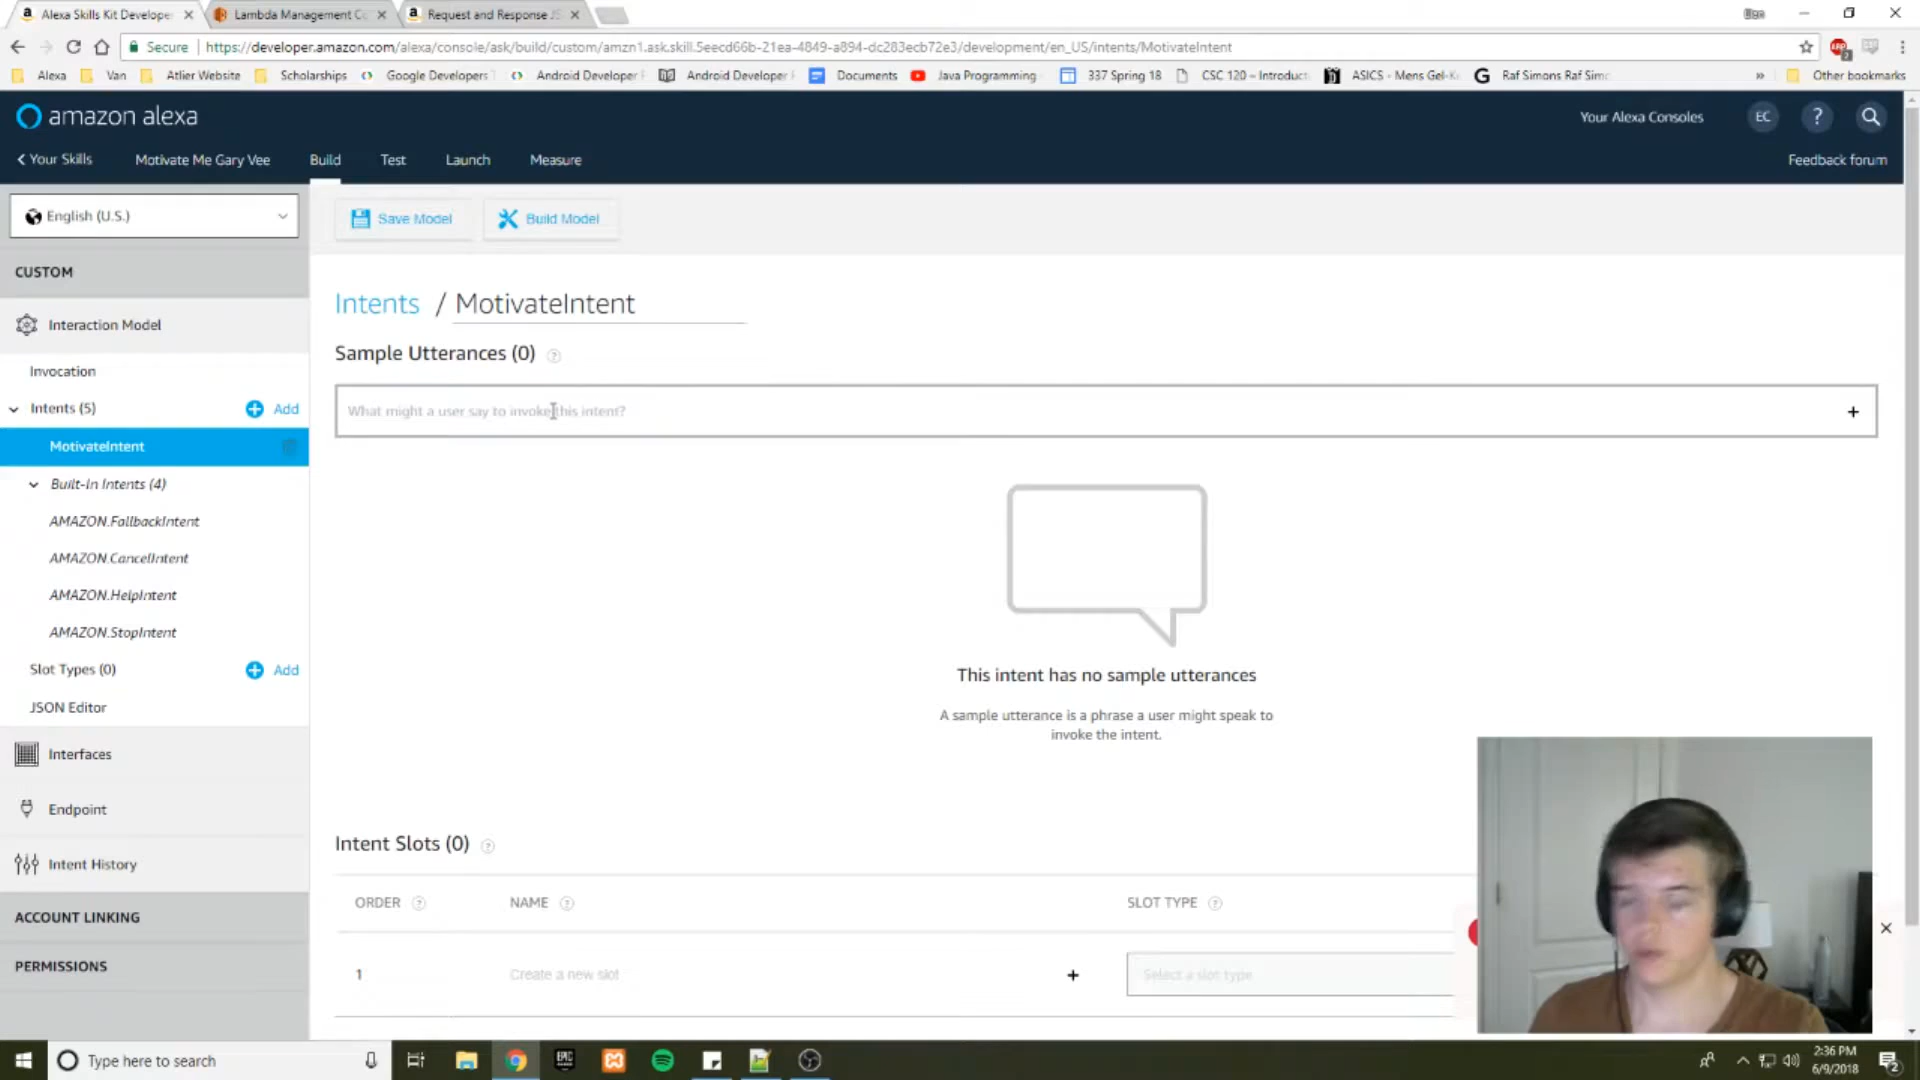 Alexa Skills Kit Develope
Lambda Management Co
Request and Response JS
Secure
https://developer.amazon.com/alexa/console/ask/build/custom/amzn1.ask.skill.5eecd66b-21ea-4849-a894-dc283ecb72e3/development/en_US/intents/MotivateIntent
Alexa
Van
Atlier Website
Scholarships
Google Developers
Android Developer
Android Developer
Documents
Java Programming
337 Spring 18
CSC 120 – Introduct
ASICS - Mens Gel-K
Raf Simons Raf Simo
»
Other bookmarks
amazon alexa
Your Alexa Consoles
EC
?
Your Skills
Motivate Me Gary Vee
Build
Test
Launch
Measure
Feedback forum
English (U.S.)
Save Model
Build Model
CUSTOM
Interaction Model
Invocation
Intents (5)
Add
MotivateIntent
Built-In Intents (4)
AMAZON.FallbackIntent
AMAZON.CancelIntent
AMAZON.HelpIntent
AMAZON.StopIntent
Slot Types (0)
Add
JSON Editor
Interfaces
Endpoint
Intent History
ACCOUNT LINKING
PERMISSIONS
Intents / MotivateIntent
Sample Utterances (0) ?
What might a user say to invoke this intent?
+
This intent has no sample utterances
A sample utterance is a phrase a user might speak to
invoke the intent.
Intent Slots (0) ?
ORDER ?
NAME ?
SLOT TYPE ?
1
Create a new slot
+
Select a slot type
Type here to search
EPIC
GAMES
2:36 PM
6/9/2018
2